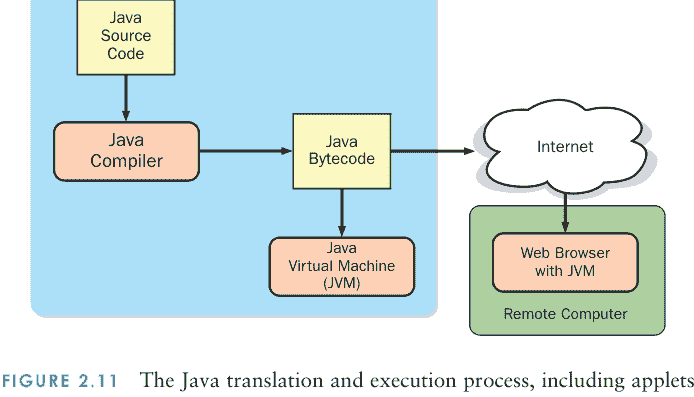 Java
Source
Code
Java
Compiler
Java
Bytecode
Internet
Java
Virtual Machine
(JVM)
Web Browser
with JVM
Remote Computer
FIGURE 2.11 The Java translation and execution process, including applets